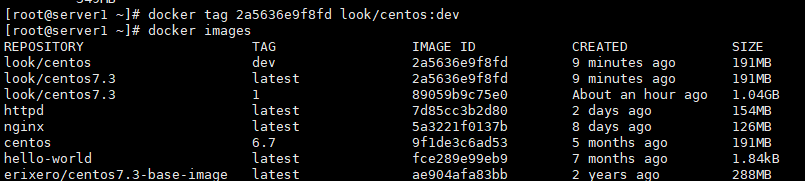 [root@server1 ~]# docker tag 2a5636e9f8fd look/centos:dev
[root@server1 ~]# docker images
REPOSITORY TAG IMAGE ID CREATED SIZE
look/centos dev 2a5636e9f8fd 9 minutes ago 191MB
look/centos7.3 latest 2a5636e9f8fd 9 minutes ago 191MB
look/centos7.3 1 89059b9c75e0 About an hour ago 1.04GB
httpd latest 7d85cc3b2d80 2 days ago 154MB
nginx latest 5a3221f0137b 8 days ago 126MB
centos 6.7 9f1de3c6ad53 5 months ago 191MB
hello-world latest fce289e99eb9 7 months ago 1.84kB
erixero/centos7.3-base-image latest ae904afa83bb 2 years ago 288MB